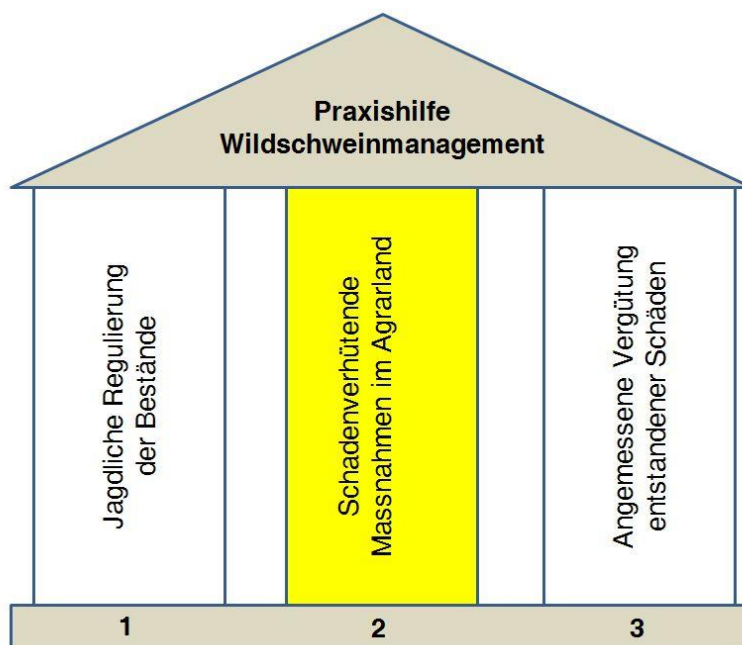 Praxishilfe
Wildschweinmanagement
Jagdliche Regulierung
der Bestände
Schadenverhütende
Massnahmen im Agrarland
Angemessene Vergütung
entstandener Schäden
1
2
3